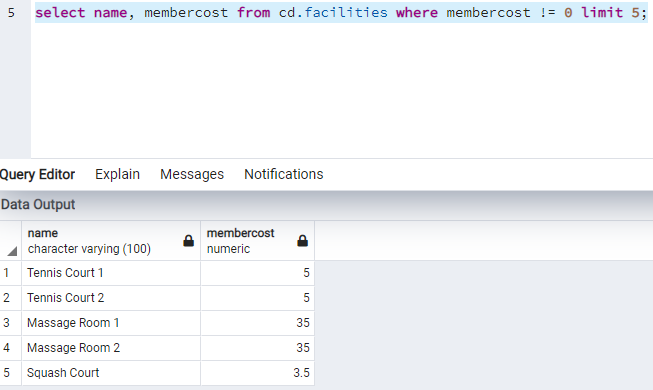 5 select name, membercost from cd.facilities where membercost != 0 limit 5;
Query Editor Explain Messages Notifications
Data Output
name membercost
character varying (100) numeric
1 Tennis Court 1 5
2 Tennis Court 2 5
3 Massage Room 1 35
4 Massage Room 2 35
5 Squash Court 3.5